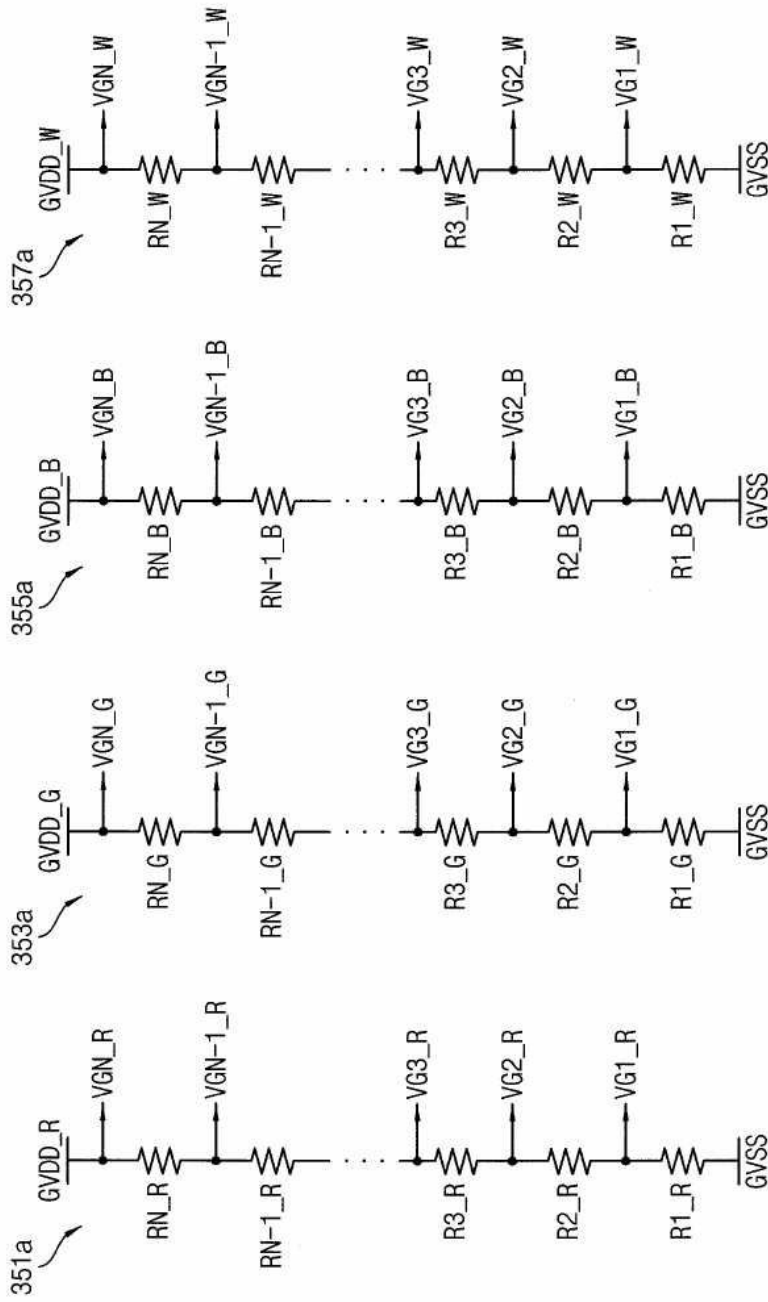 351a
GVDD_R
VGN_R
RN_R
VGN-1_R
RN-1_R
VG3_R
R3_R
VG2_R
R2_R
VG1_R
R1_R
GVSS
353a
GVDD_G
VGN_G
RN_G
VGN-1_G
RN-1_G
VG3_G
R3_G
VG2_G
R2_G
VG1_G
R1_G
GVSS
355a
GVDD_B
VGN_B
RN_B
VGN-1_B
RN-1_B
VG3_B
R3_B
VG2_B
R2_B
VG1_B
R1_B
GVSS
357a
GVDD_W
VGN_W
RN_W
VGN-1_W
RN-1_W
VG3_W
R3_W
VG2_W
R2_W
VG1_W
R1_W
GVSS